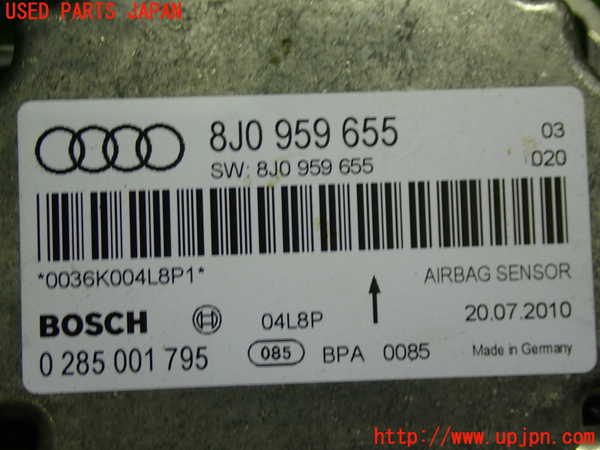 USED PARTS JAPAN
8J0 959 655
03
SW: 8J0 959 655
020
*0036K004L8P1*
AIRBAG SENSOR
BOSCH
04L8P
20.07.2010
0 285 001 795
085
BPA 0085
Made in Germany
http://www.upjpn.com/